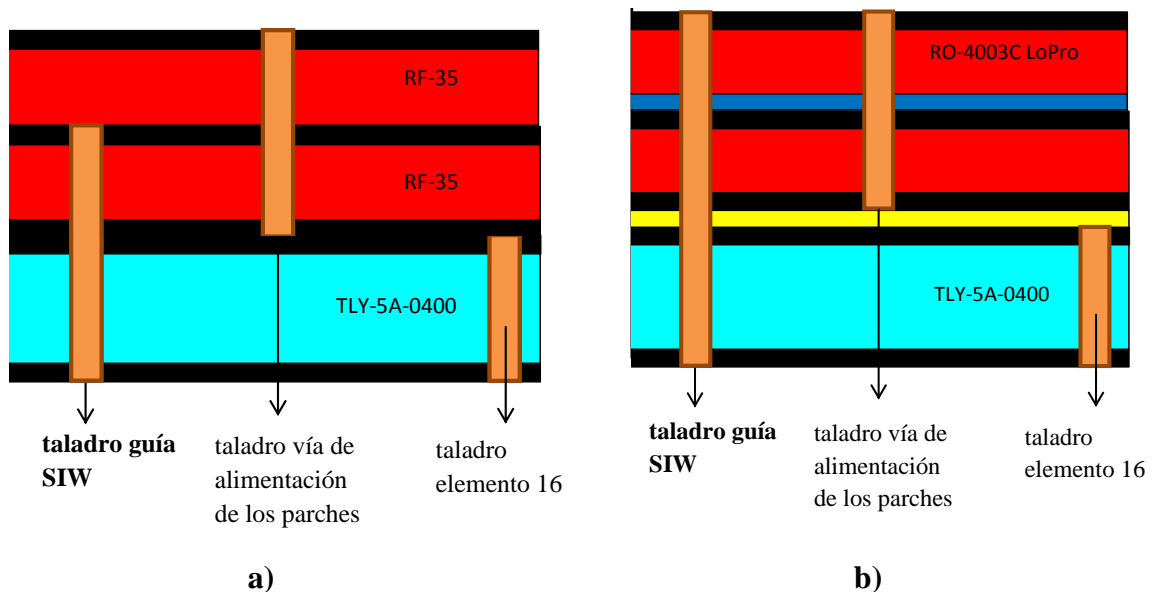 RF-35
RF-35
TLY-5A-0400
taladro guía
SIW
taladro vía de
alimentación
de los parches
taladro
elemento 16
a)
RO-4003C LoPro
TLY-5A-0400
taladro guía
SIW
taladro vía de
alimentación
de los parches
taladro
elemento 16
b)